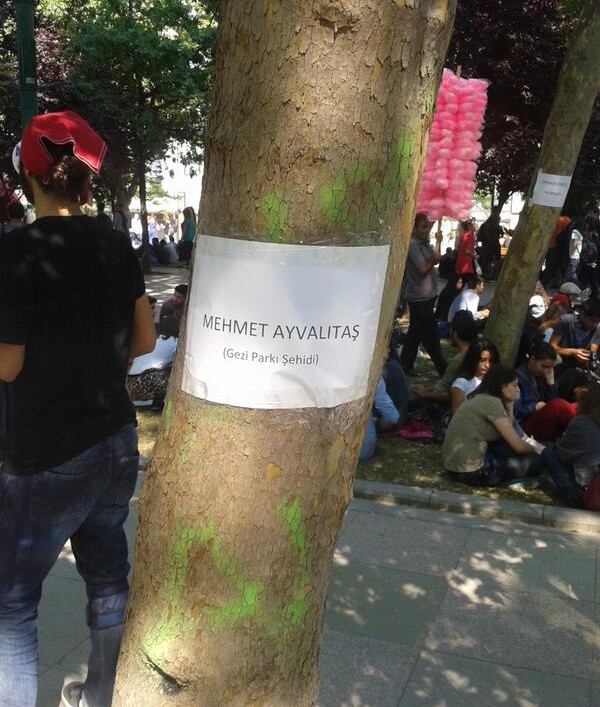 MEHMET AYVALITAŞ
(Gezi Parkı Şehidi)